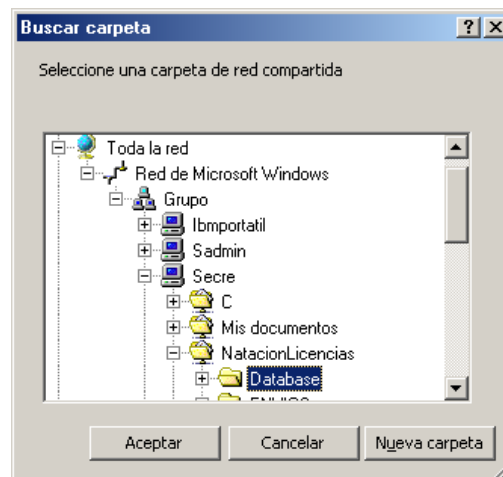 Buscar carpeta
Seleccione una carpeta de red compartida
Toda la red
Red de Microsoft Windows
Grupo
Ibmportatil
Sadmin
Secre
C
Mis documentos
NatacionLicencias
Database
Aceptar Cancelar Nueva carpeta